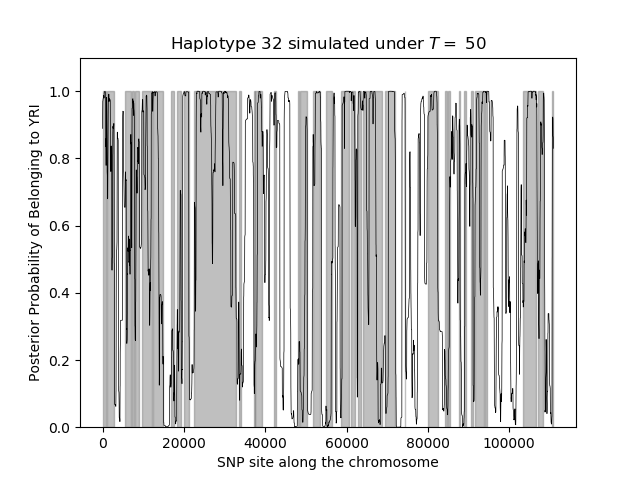 Haplotype 32 simulated under T = 50
Posterior Probability of Belonging to YRI
1.0
0.8
0.6
0.4
0.2
0.0
0 20000 40000 60000 80000 100000
SNP site along the chromosome